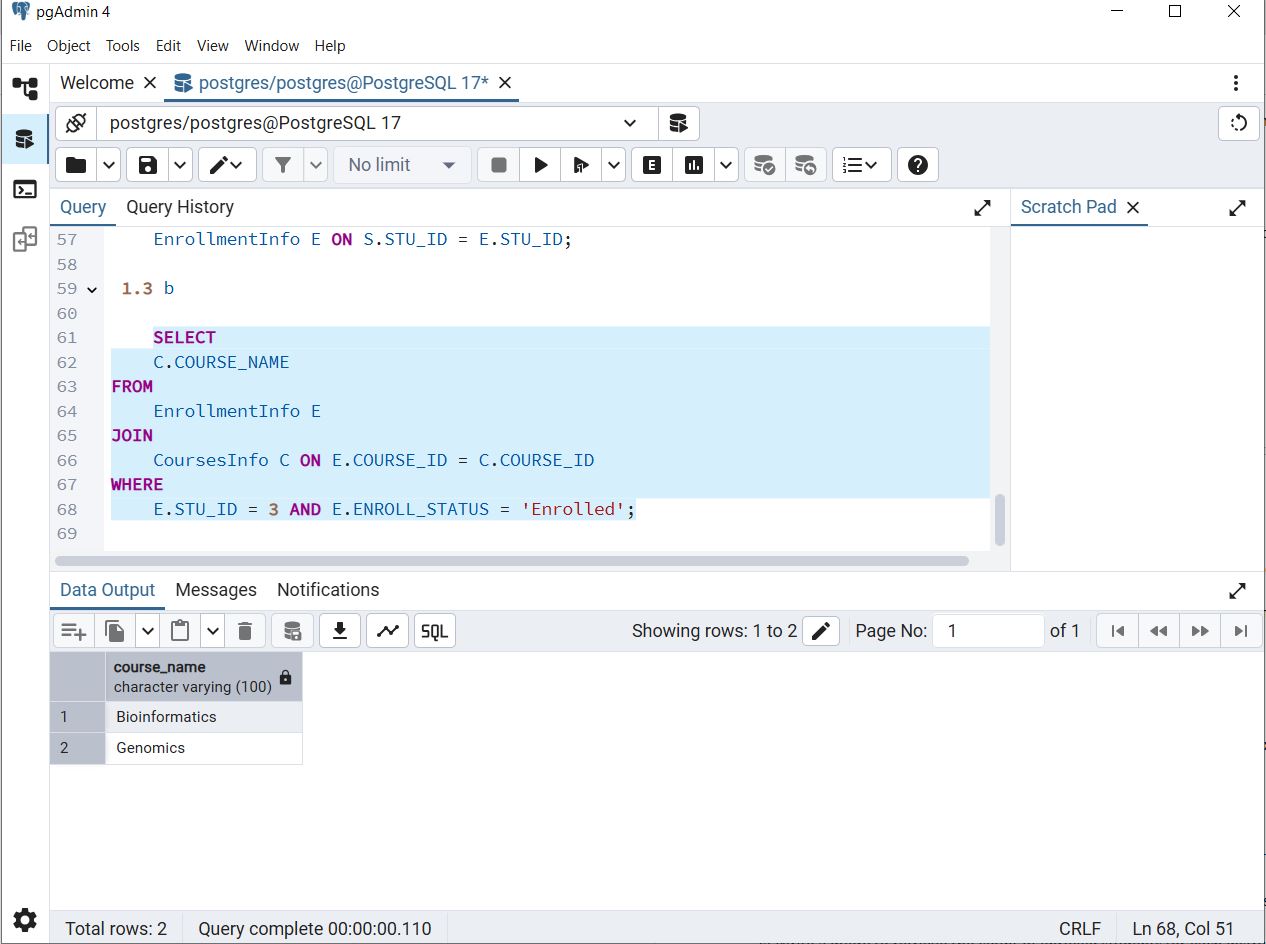 pgAdmin 4
File Object Tools Edit View Window Help
Welcome postgres/postgres@PostgreSQL 17*
postgres/postgres@PostgreSQL 17
No limit E
Query Query History Scratch Pad
57 EnrollmentInfo E ON S.STU_ID = E.STU_ID;
58
59 1.3 b
60
61 SELECT
62 C.COURSE_NAME
63 FROM
64 EnrollmentInfo E
65 JOIN
66 CoursesInfo C ON E.COURSE_ID = C.COURSE_ID
67 WHERE
68 E.STU_ID = 3 AND E.ENROLL_STATUS = 'Enrolled';
69
Data Output Messages Notifications
SQL Showing rows: 1 to 2 Page No: 1 of 1
course_name
character varying (100)
1 Bioinformatics
2 Genomics
Total rows: 2 Query complete 00:00:00.110 CRLF Ln 68, Col 51